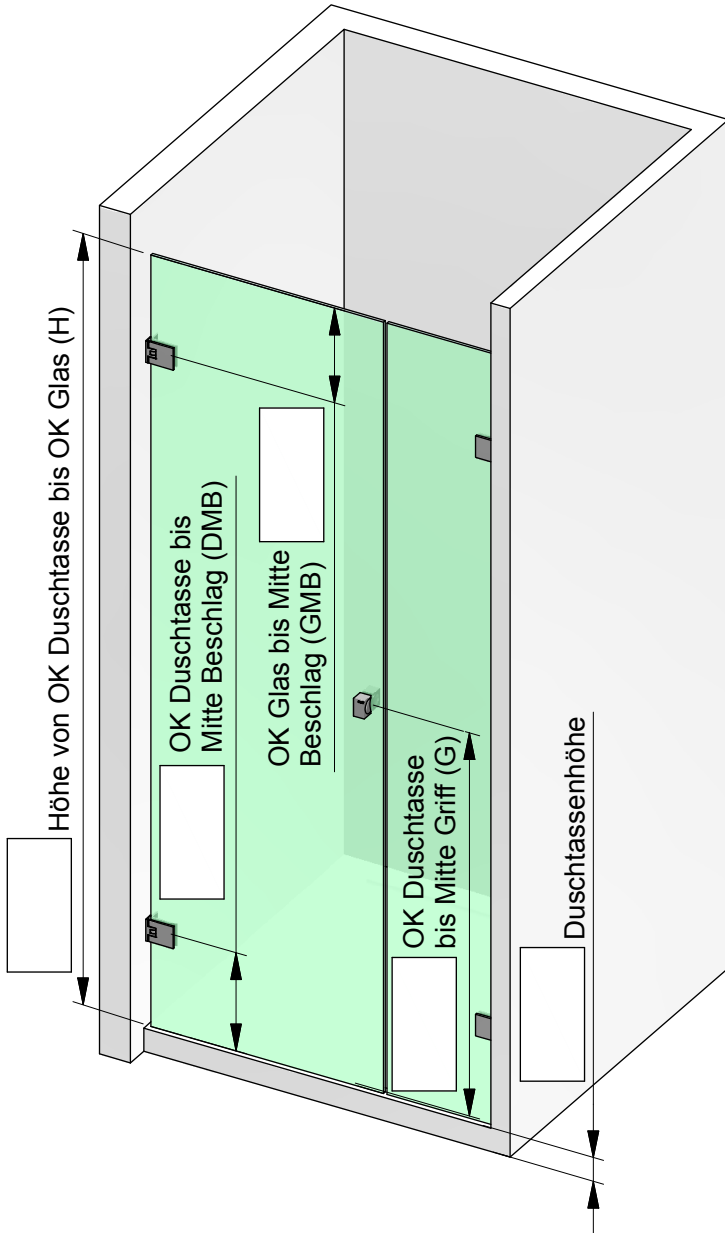 Höhe von OK Duschtasse bis OK Glas (H)
OK Duschtasse bis
Mitte Beschlag (DMB)
OK Glas bis Mitte
Beschlag (GMB)
OK Duschtasse
bis Mitte Griff (G)
Duschtassenhöhe